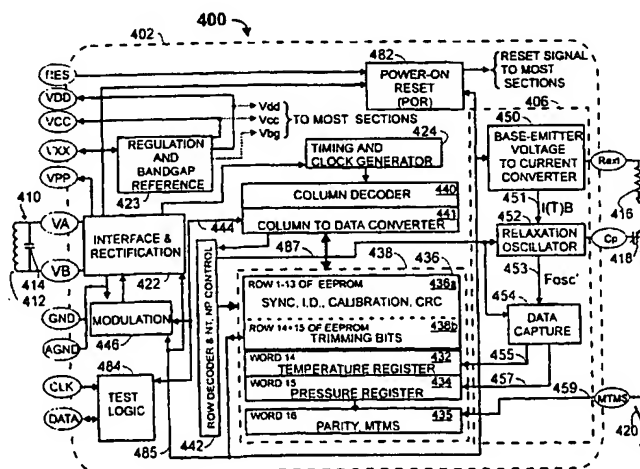 400
402
RES
VDD
VCC
VXX
VPP
410
VA
VB
414
412
GND
AGND
CLK
DATA
482
POWER-ON
RESET
(POR)
RESET SIGNAL
TO MOST
SECTIONS
406
Vdd
Vcc
Vbg
TO MOST SECTIONS
REGULATION
AND
BANDGAP
REFERENCE
423
424
TIMING AND
CLOCK GENERATOR
450
BASE-EMITTER
VOLTAGE
TO CURRENT
CONVERTER
Rext
416
451
I(T)B
452
RELAXATION
OSCILLATOR
Cp
418
453
Fosc'
454
DATA
CAPTURE
COLUMN DECODER 440
COLUMN TO DATA CONVERTER 441
444
INTERFACE &
RECTIFICATION
422
487
438
436
ROW 1-13 OF EEPROM 436a
SYNC, I.D., CALIBRATION, CRC
ROW 14+15 OF EEPROM 438b
TRIMMING BITS
WORD 14 432
TEMPERATURE REGISTER
WORD 15 434
PRESSURE REGISTER
WORD 16 435
PARITY, MTMS
455
457
459
MTMS
420
MODULATION
446
484
TEST
LOGIC
485
442
ROW DECODER & NT, NP CONTROL